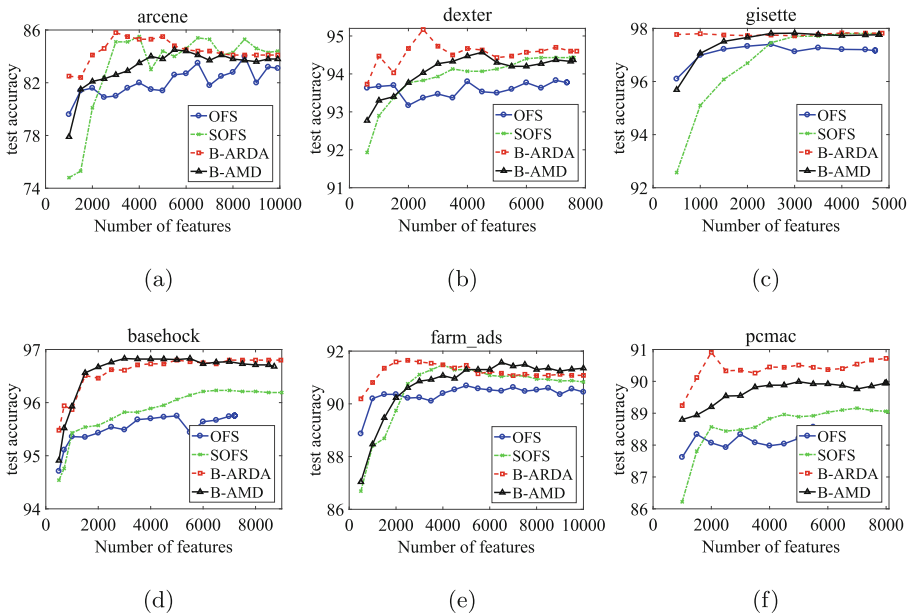 arcene
dexter
gisette
test accuracy
86
82
78
74
0 2000 4000 6000 8000 10000
Number of features
OFS
SOFS
B-ARDA
B-AMD
test accuracy
95
94
93
92
91
0 2000 4000 6000 8000
Number of features
OFS
SOFS
B-ARDA
B-AMD
test accuracy
98
96
94
92
0 1000 2000 3000 4000 5000
Number of features
OFS
SOFS
B-ARDA
B-AMD
(a)
(b)
(c)
basehock
farm_ads
pcmac
test accuracy
97
96
95
94
0 2000 4000 6000 8000
Number of features
OFS
SOFS
B-ARDA
B-AMD
test accuracy
92
90
88
86
0 2000 4000 6000 8000 10000
Number of features
OFS
SOFS
B-ARDA
B-AMD
test accuracy
91
90
89
88
87
86
0 2000 4000 6000 8000
Number of features
OFS
SOFS
B-ARDA
B-AMD
(d)
(e)
(f)